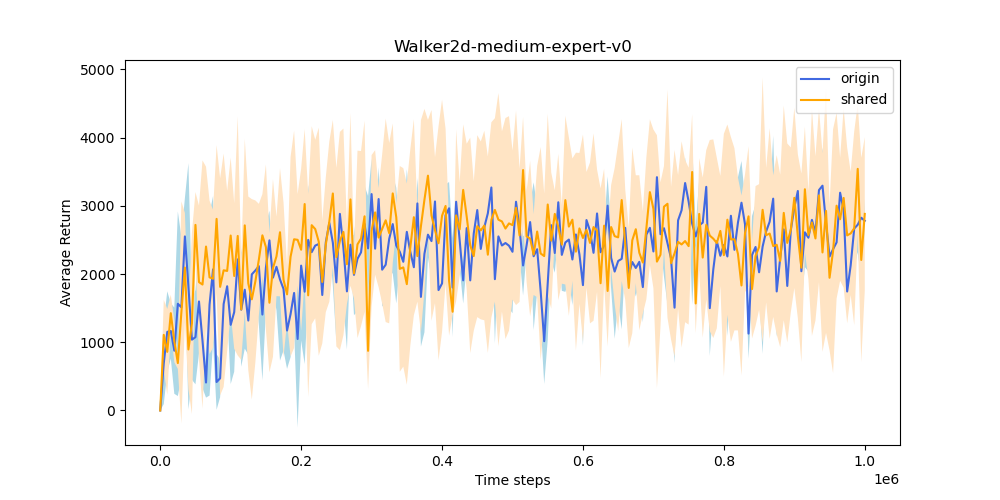 Walker2d-medium-expert-v0
origin
shared
Average Return
5000
4000
3000
2000
1000
0
0.0 0.2 0.4 0.6 0.8 1.0
1e6
Time steps